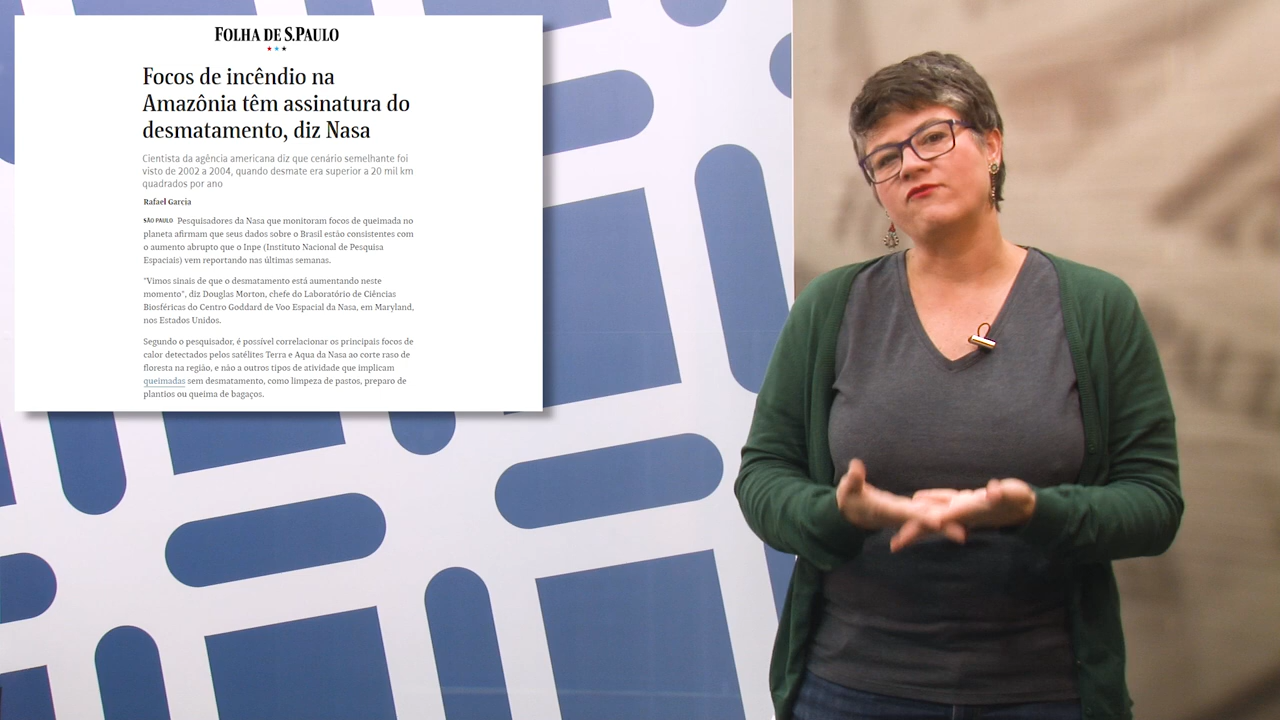 FOLHA DE S.PAULO
Focos de incêndio na
Amazônia têm assinatura do
desmatamento, diz Nasa
Cientista da agência americana diz que cenário semelhante foi
visto de 2002 a 2004, quando desmate era superior a 20 mil km
quadrados por ano
Rafael Garcia
SÃO PAULO Pesquisadores da Nasa que monitoram focos de queimada no
planeta afirmam que seus dados sobre o Brasil estão consistentes com
o aumento abrupto que o Inpe (Instituto Nacional de Pesquisa
Espaciais) vem reportando nas últimas semanas.
"Vimos sinais de que o desmatamento está aumentando neste
momento", diz Douglas Morton, chefe do Laboratório de Ciências
Biosféricas do Centro Goddard de Voo Espacial da Nasa, em Maryland,
nos Estados Unidos.
Segundo o pesquisador, é possível correlacionar os principais focos de
calor detectados pelos satélites Terra e Aqua da Nasa ao corte raso de
floresta na região, e não a outros tipos de atividade que implicam
queimadas sem desmatamento, como limpeza de pastos, preparo de
plantios ou queima de bagaços.